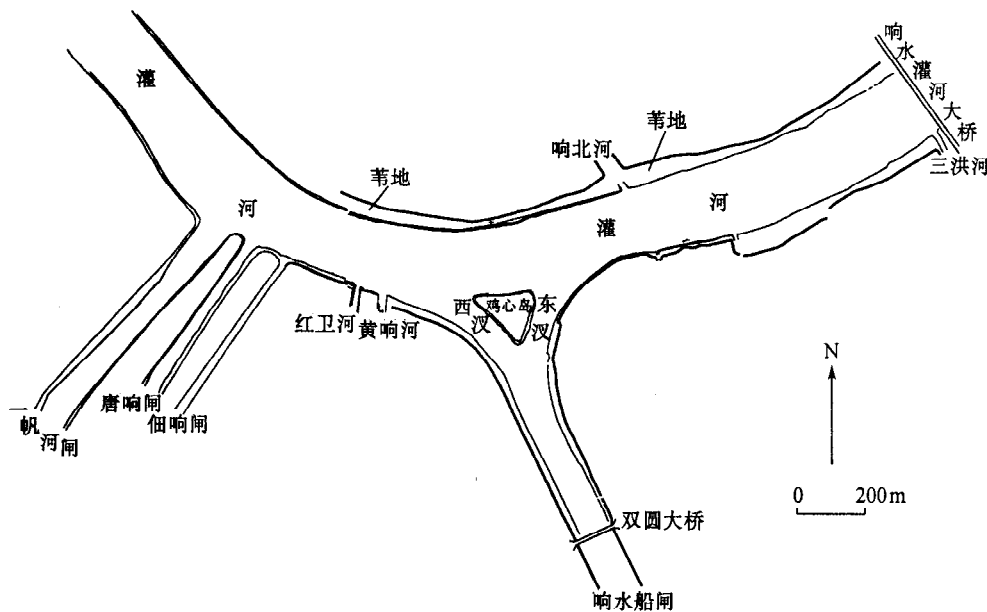 响水灌河大桥
灌
苇地
响北河
三洪河
苇地
河
灌
河
西汊
鸡心岛
东汊
红卫河
黄响河
N
唐响闸
佃响闸
一帆河闸
0 200m
双圆大桥
响水船闸